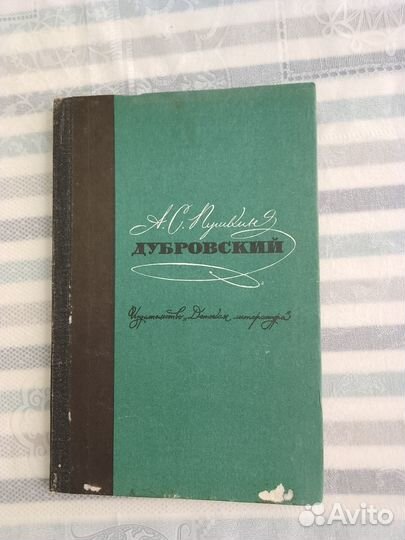 А.С. Пушкин
ДУБРОВСКИЙ
Издательство „Детская литература"
Avito